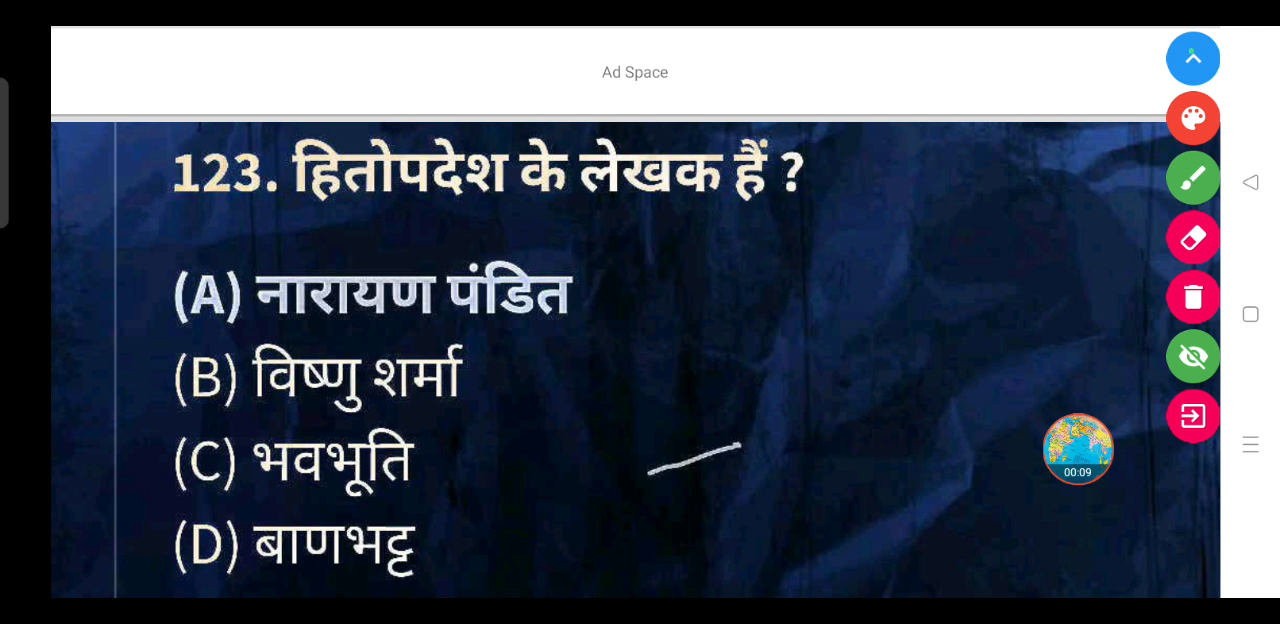 Ad Space
123. हितोपदेश के लेखक हैं ?
(A) नारायण पंडित
(B) विष्णु शर्मा
(C) भवभूति
(D) बाणभट्ट
00:09